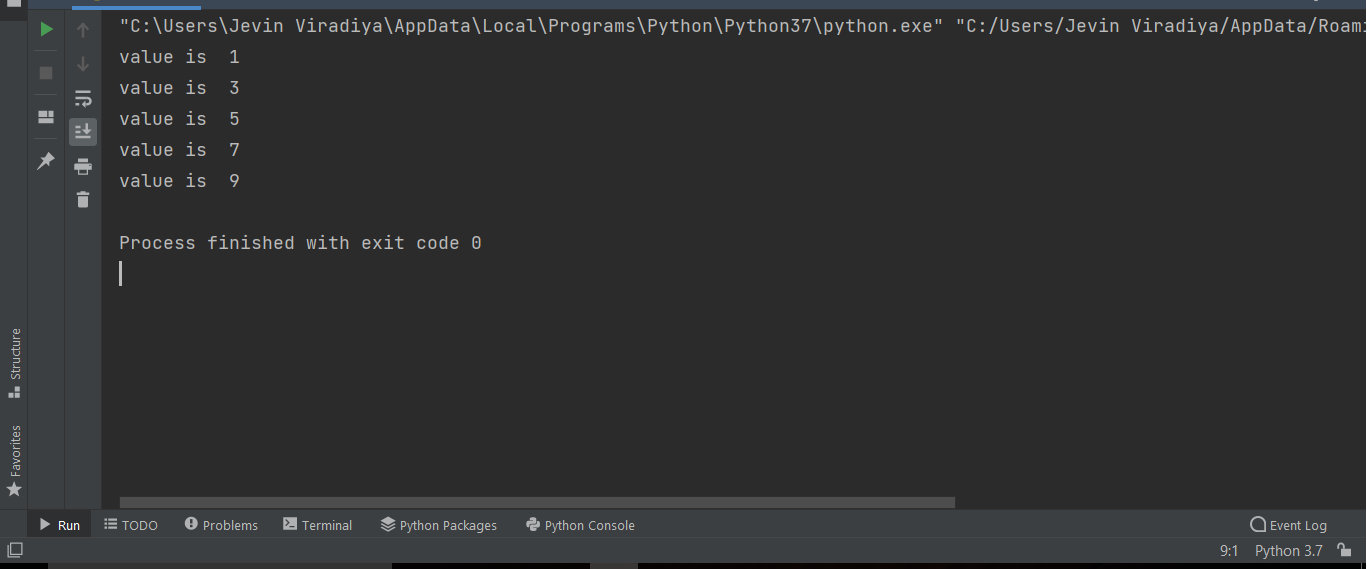 "C:\Users\Jevin Viradiya\AppData\Local\Programs\Python\Python37\python.exe" "C:/Users/Jevin Viradiya/AppData/Roami
value is  1
value is  3
value is  5
value is  7
value is  9
Process finished with exit code 0
Structure
Favorites
Run TODO Problems Terminal Python Packages Python Console Event Log
9:1 Python 3.7